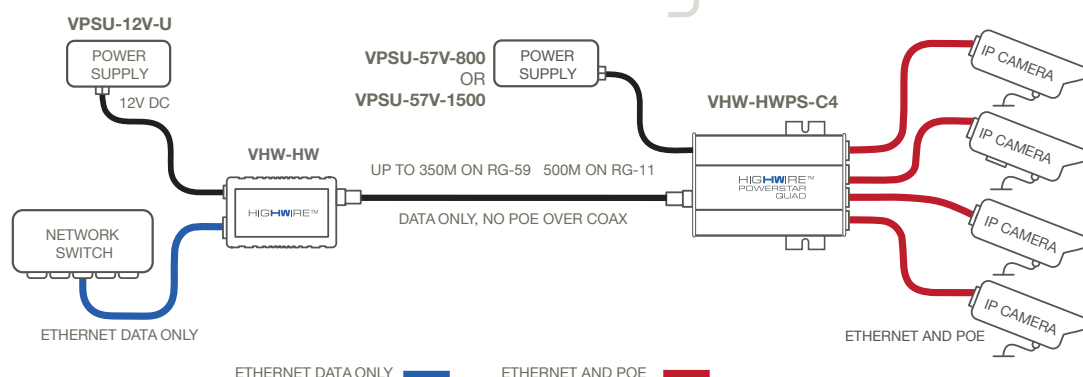 VPSU-12V-U
POWER
SUPPLY
12V DC
VPSU-57V-800
OR
VPSU-57V-1500
POWER
SUPPLY
VHW-HWPS-C4
IP CAMERA
IP CAMERA
IP CAMERA
IP CAMERA
VHW-HW
HIGHWIRE™
UP TO 350M ON RG-59 500M ON RG-11
DATA ONLY, NO POE OVER COAX
HIGHWIRE™
POWERSTAR
QUAD
NETWORK
SWITCH
ETHERNET DATA ONLY
ETHERNET AND POE
ETHERNET DATA ONLY
ETHERNET AND POE